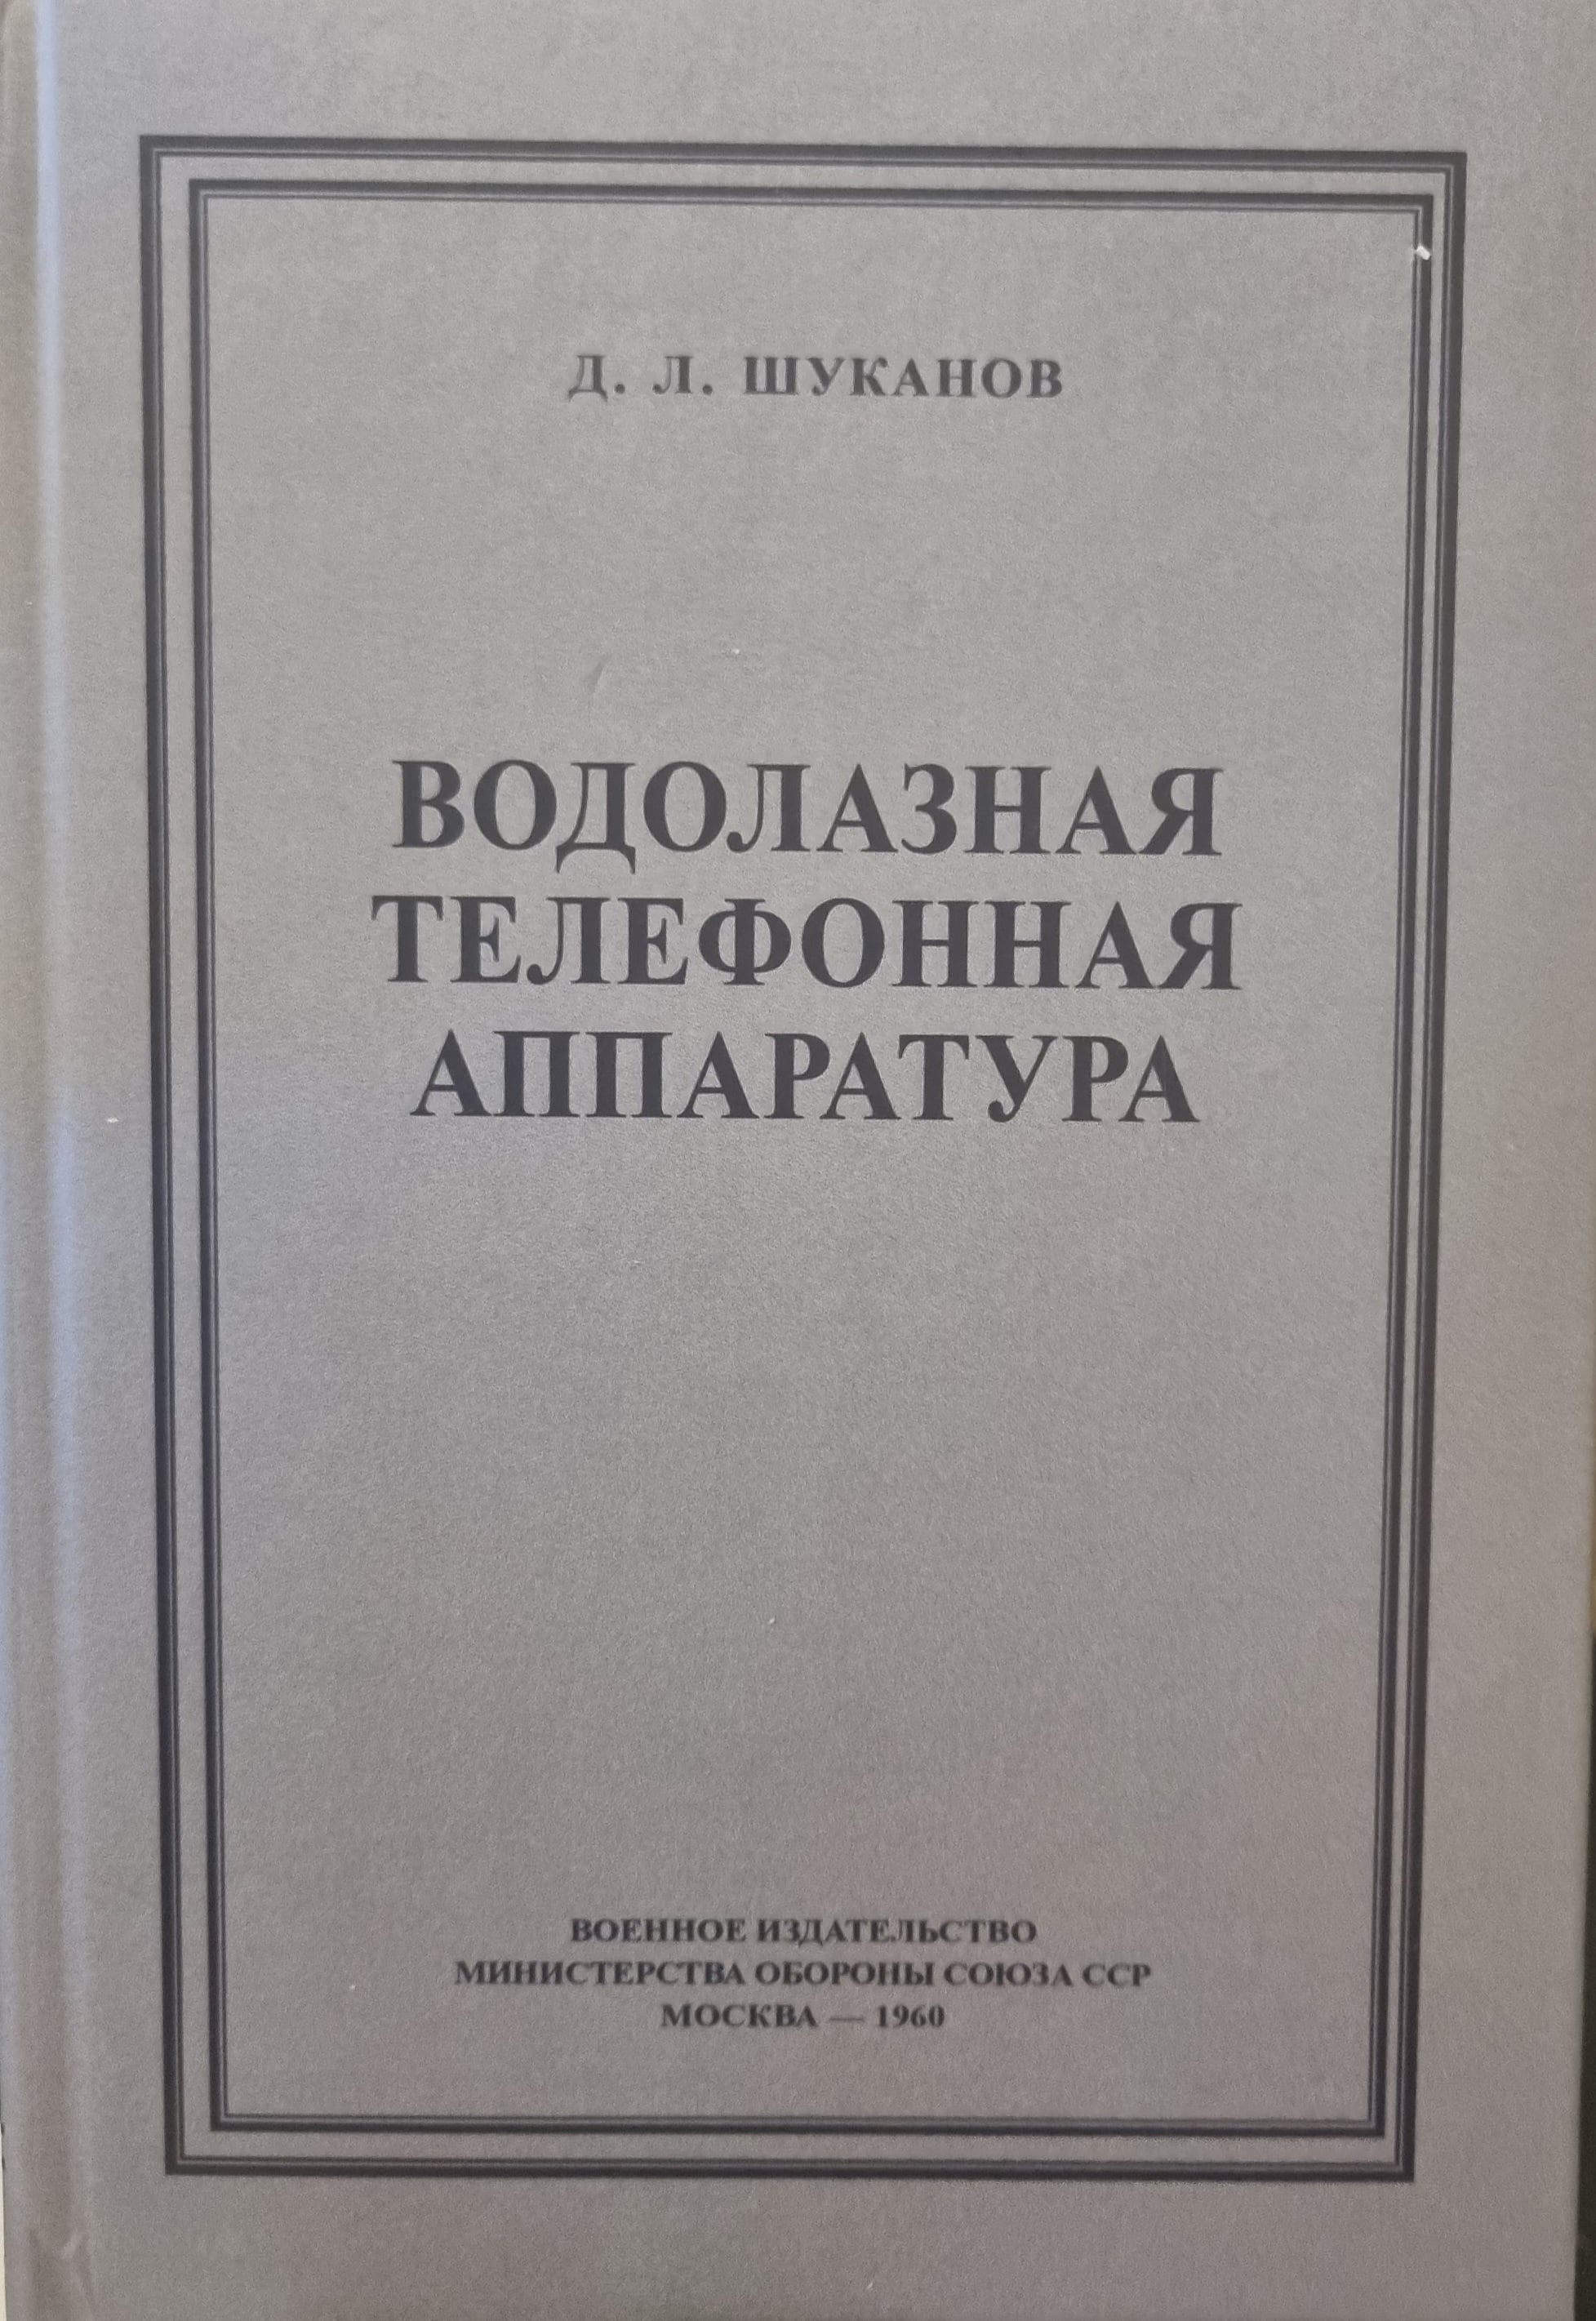 Д. Л. ШУКАНОВ
ВОДОЛАЗНАЯ
ТЕЛЕФОННАЯ
АППАРАТУРА
ВОЕННОЕ ИЗДАТЕЛЬСТВО
МИНИСТЕРСТВА ОБОРОНЫ СОЮЗА ССР
МОСКВА — 1960